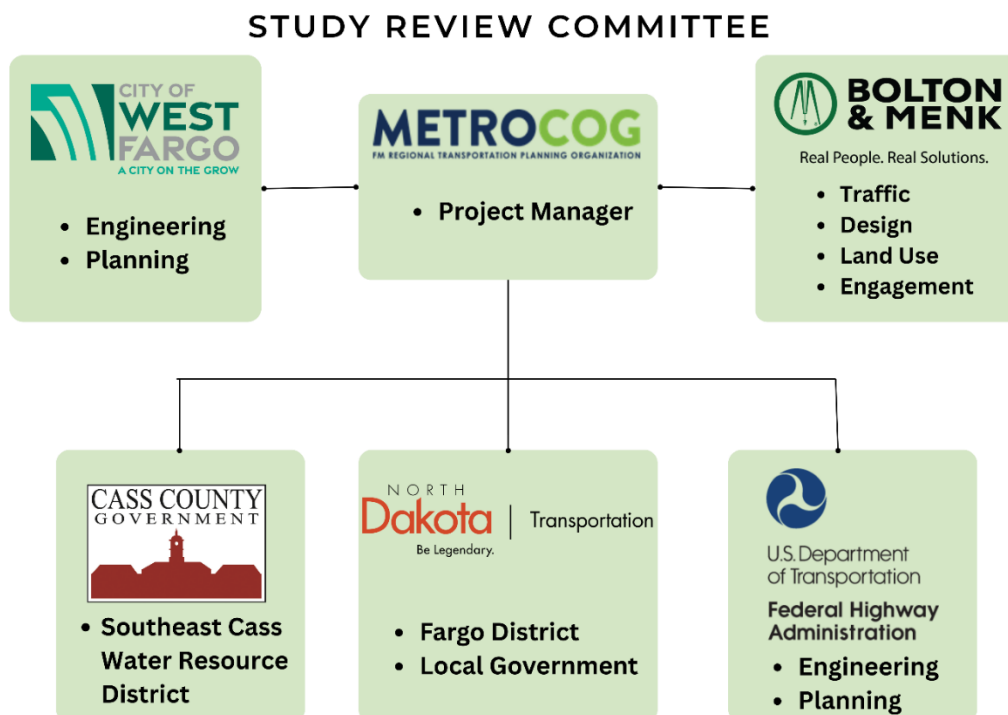 STUDY REVIEW COMMITTEE
CITY OF
WEST
FARGO
A CITY ON THE GROW
• Engineering
• Planning
METROCOG
FM REGIONAL TRANSPORTATION PLANNING ORGANIZATION
• Project Manager
BOLTON
& MENK
Real People. Real Solutions.
• Traffic
• Design
• Land Use
• Engagement
CASS COUNTY
GOVERNMENT
• Southeast Cass
Water Resource
District
NORTH
Dakota | Transportation
Be Legendary.
• Fargo District
• Local Government
U.S. Department
of Transportation
Federal Highway
Administration
• Engineering
• Planning